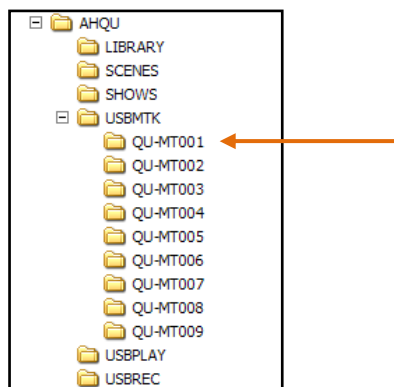 AHQU
LIBRARY
SCENES
SHOWS
USBMTK
QU-MT001
QU-MT002
QU-MT003
QU-MT004
QU-MT005
QU-MT006
QU-MT007
QU-MT008
QU-MT009
USBPLAY
USBREC